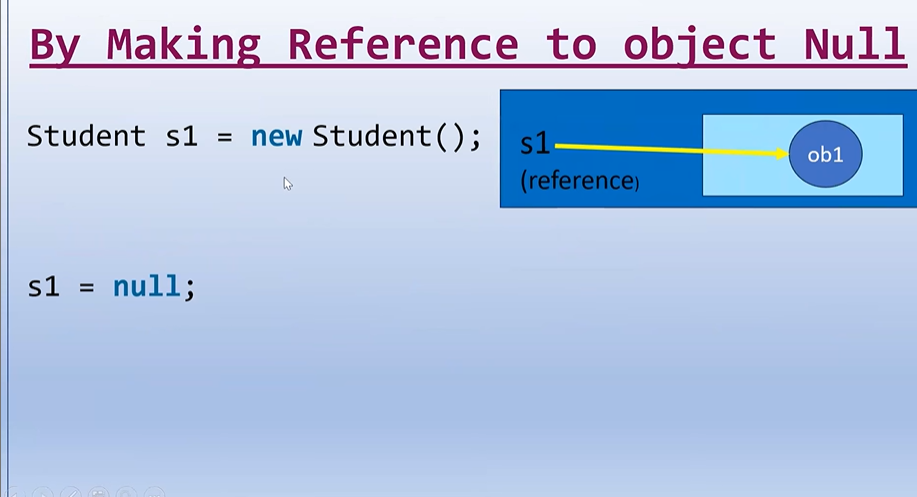 By Making Reference to object Null
Student s1 = new Student();
s1
(reference)
ob1
s1 = null;